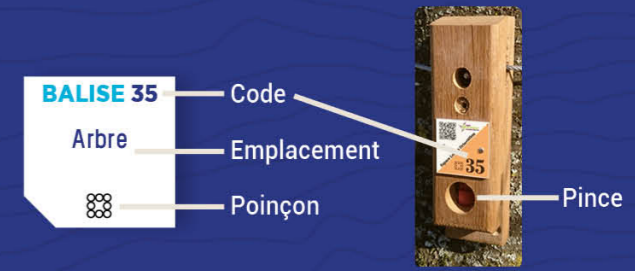 BALISE 35
Code
Arbre
Emplacement
Poinçon
35
Pince